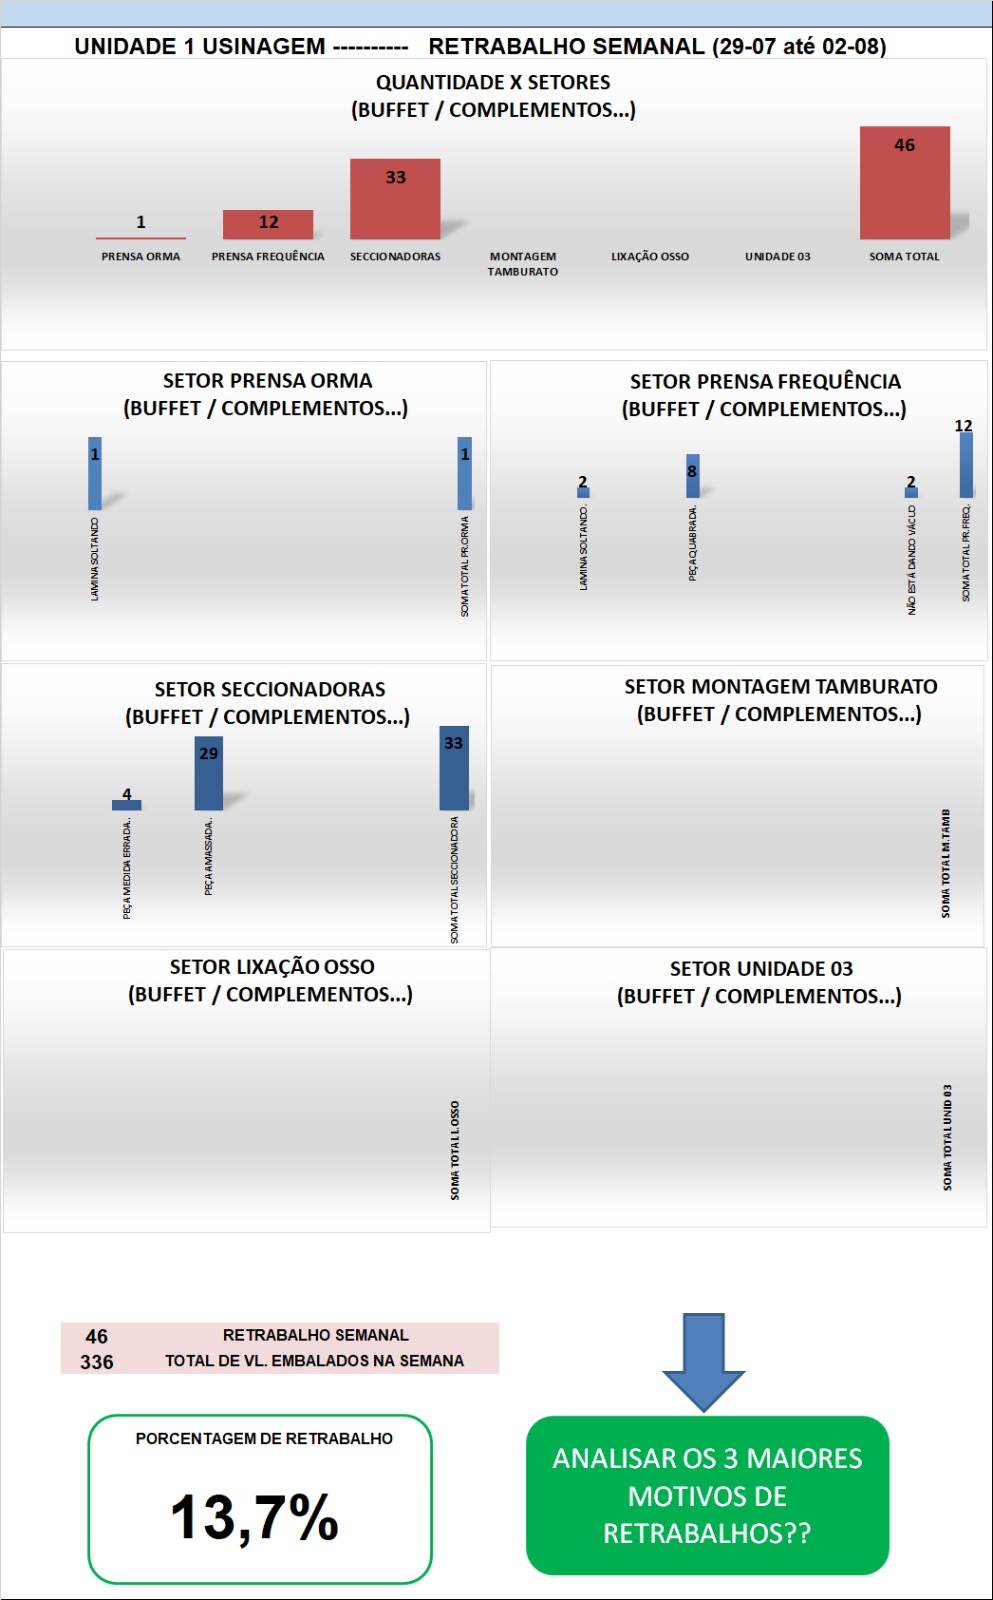 UNIDADE 1 USINAGEM ---------- RETRABALHO SEMANAL (29-07 até 02-08)
QUANTIDADE X SETORES
(BUFFET / COMPLEMENTOS...)
1
12
33
46
PRENSA ORMA
PRENSA FREQUÊNCIA
SECCIONADORAS
MONTAGEM
TAMBURATO
LIXAÇÃO OSSO
UNIDADE 03
SOMA TOTAL
SETOR PRENSA ORMA
(BUFFET / COMPLEMENTOS...)
1
1
LAMINA SOLTANDO
SOMA TOTAL PR.ORMA
SETOR PRENSA FREQUÊNCIA
(BUFFET / COMPLEMENTOS...)
2
8
2
12
LAMINA SOLTANDO.
PEÇA QUABRADA.
NÃO ESTÁ DANDO VÁCUO
SOMA TOTAL PR.FREQ.
SETOR SECCIONADORAS
(BUFFET / COMPLEMENTOS...)
4
29
33
PEÇA MEDIDA ERRADA..
PEÇA AMASSADA..
SOMA TOTAL SECCIONADORA
SETOR MONTAGEM TAMBURATO
(BUFFET / COMPLEMENTOS...)
SOMA TOTAL M.TAMB
SETOR LIXAÇÃO OSSO
(BUFFET / COMPLEMENTOS...)
SOMA TOTAL L.OSSO
SETOR UNIDADE 03
(BUFFET / COMPLEMENTOS...)
SOMA TOTAL UNID 03
46 RETRABALHO SEMANAL
336 TOTAL DE VL. EMBALADOS NA SEMANA
PORCENTAGEM DE RETRABALHO
13,7%
ANALISAR OS 3 MAIORES
MOTIVOS DE
RETRABALHOS??